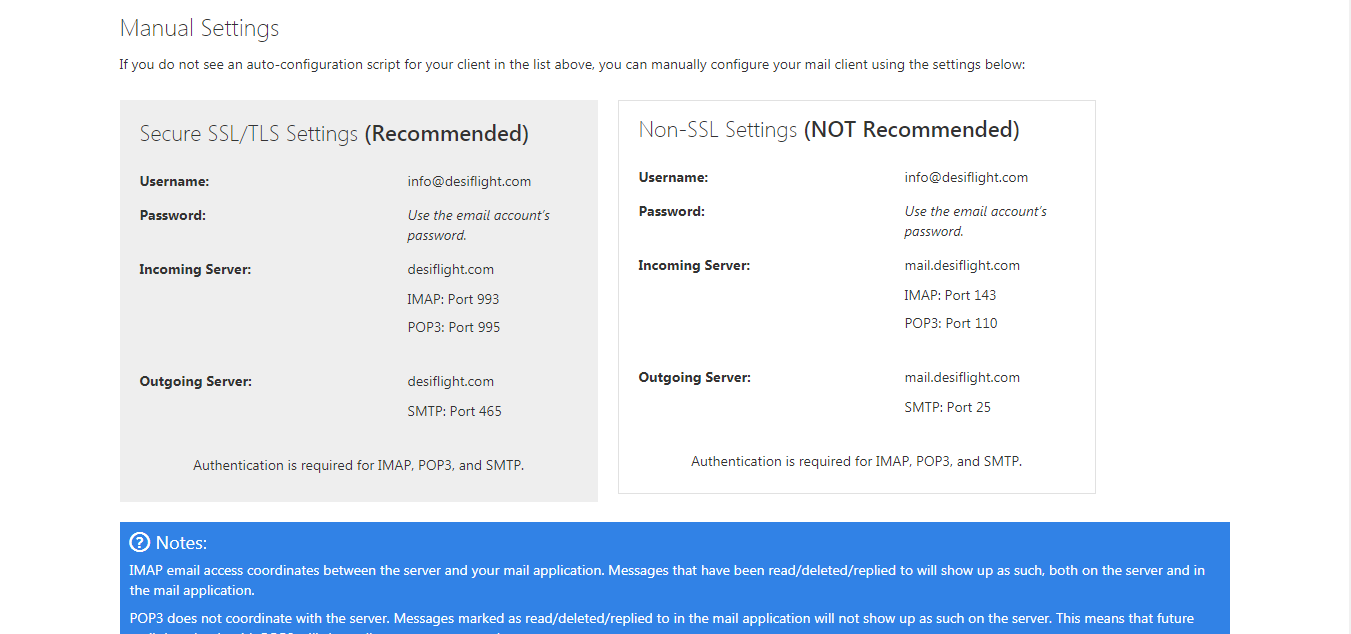 Manual Settings
If you do not see an auto-configuration script for your client in the list above, you can manually configure your mail client using the settings below:
Secure SSL/TLS Settings (Recommended)
Username: info@desiflight.com
Password: Use the email account's
password.
Incoming Server: desiflight.com
IMAP: Port 993
POP3: Port 995
Outgoing Server: desiflight.com
SMTP: Port 465
Authentication is required for IMAP, POP3, and SMTP.
Non-SSL Settings (NOT Recommended)
Username: info@desiflight.com
Password: Use the email account's
password.
Incoming Server: mail.desiflight.com
IMAP: Port 143
POP3: Port 110
Outgoing Server: mail.desiflight.com
SMTP: Port 25
Authentication is required for IMAP, POP3, and SMTP.
Notes:
IMAP email access coordinates between the server and your mail application. Messages that have been read/deleted/replied to will show up as such, both on the server and in
the mail application.
POP3 does not coordinate with the server. Messages marked as read/deleted/replied to in the mail application will not show up as such on the server. This means that future